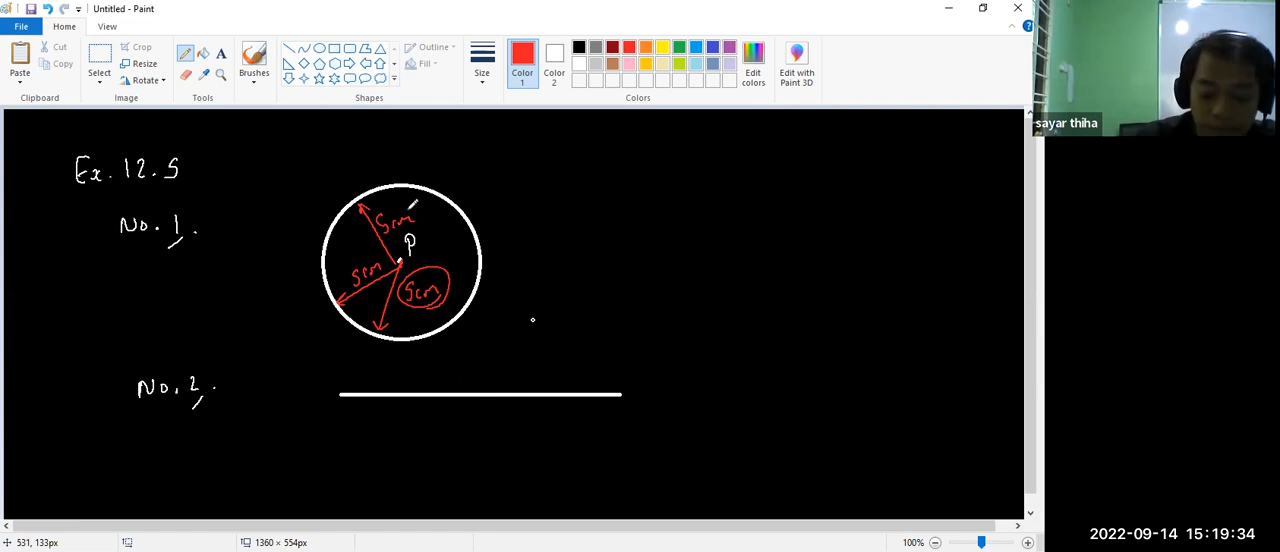 Untitled - Paint
File
Home
View
Paste
Cut
Copy
Clipboard
Select
Crop
Resize
Rotate
Image
Tools
Brushes
Shapes
Outline
Fill
Size
Color 1
Color 2
Edit colors
Colors
Edit with Paint 3D
sayar thiha
Ex. 12.5
No. 1.
5cm
P
5cm
5cm
No. 2.
531, 133px
1360 × 554px
100%
2022-09-14 15:19:34